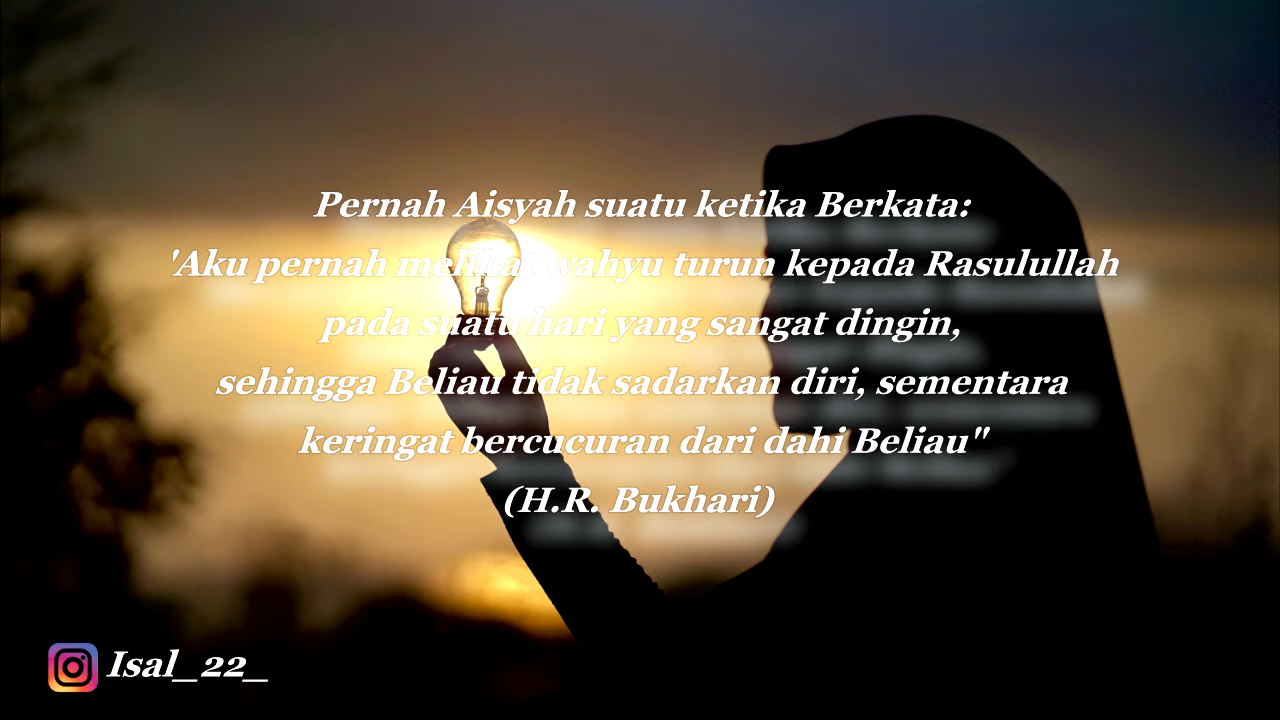 Pernah Aisyah suatu ketika Berkata:
'Aku pernah melihat wahyu turun kepada Rasulullah
pada suatu hari yang sangat dingin,
sehingga Beliau tidak sadarkan diri, sementara
keringat bercucuran dari dahi Beliau"
(H.R. Bukhari)
Isal_22_